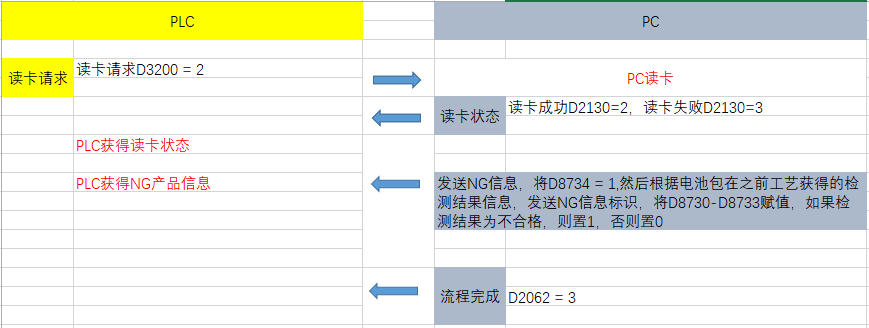 PLC
PC
读卡请求
读卡请求D3200 = 2
PC读卡
读卡状态
读卡成功D2130=2，读卡失败D2130=3
PLC获得读卡状态
PLC获得NG产品信息
发送NG信息，将D8734 = 1,然后根据电池包在之前工艺获得的检
测结果信息，发送NG信息标识，将D8730-D8733赋值，如果检
测结果为不合格，则置1，否则置0
流程完成
D2062 = 3